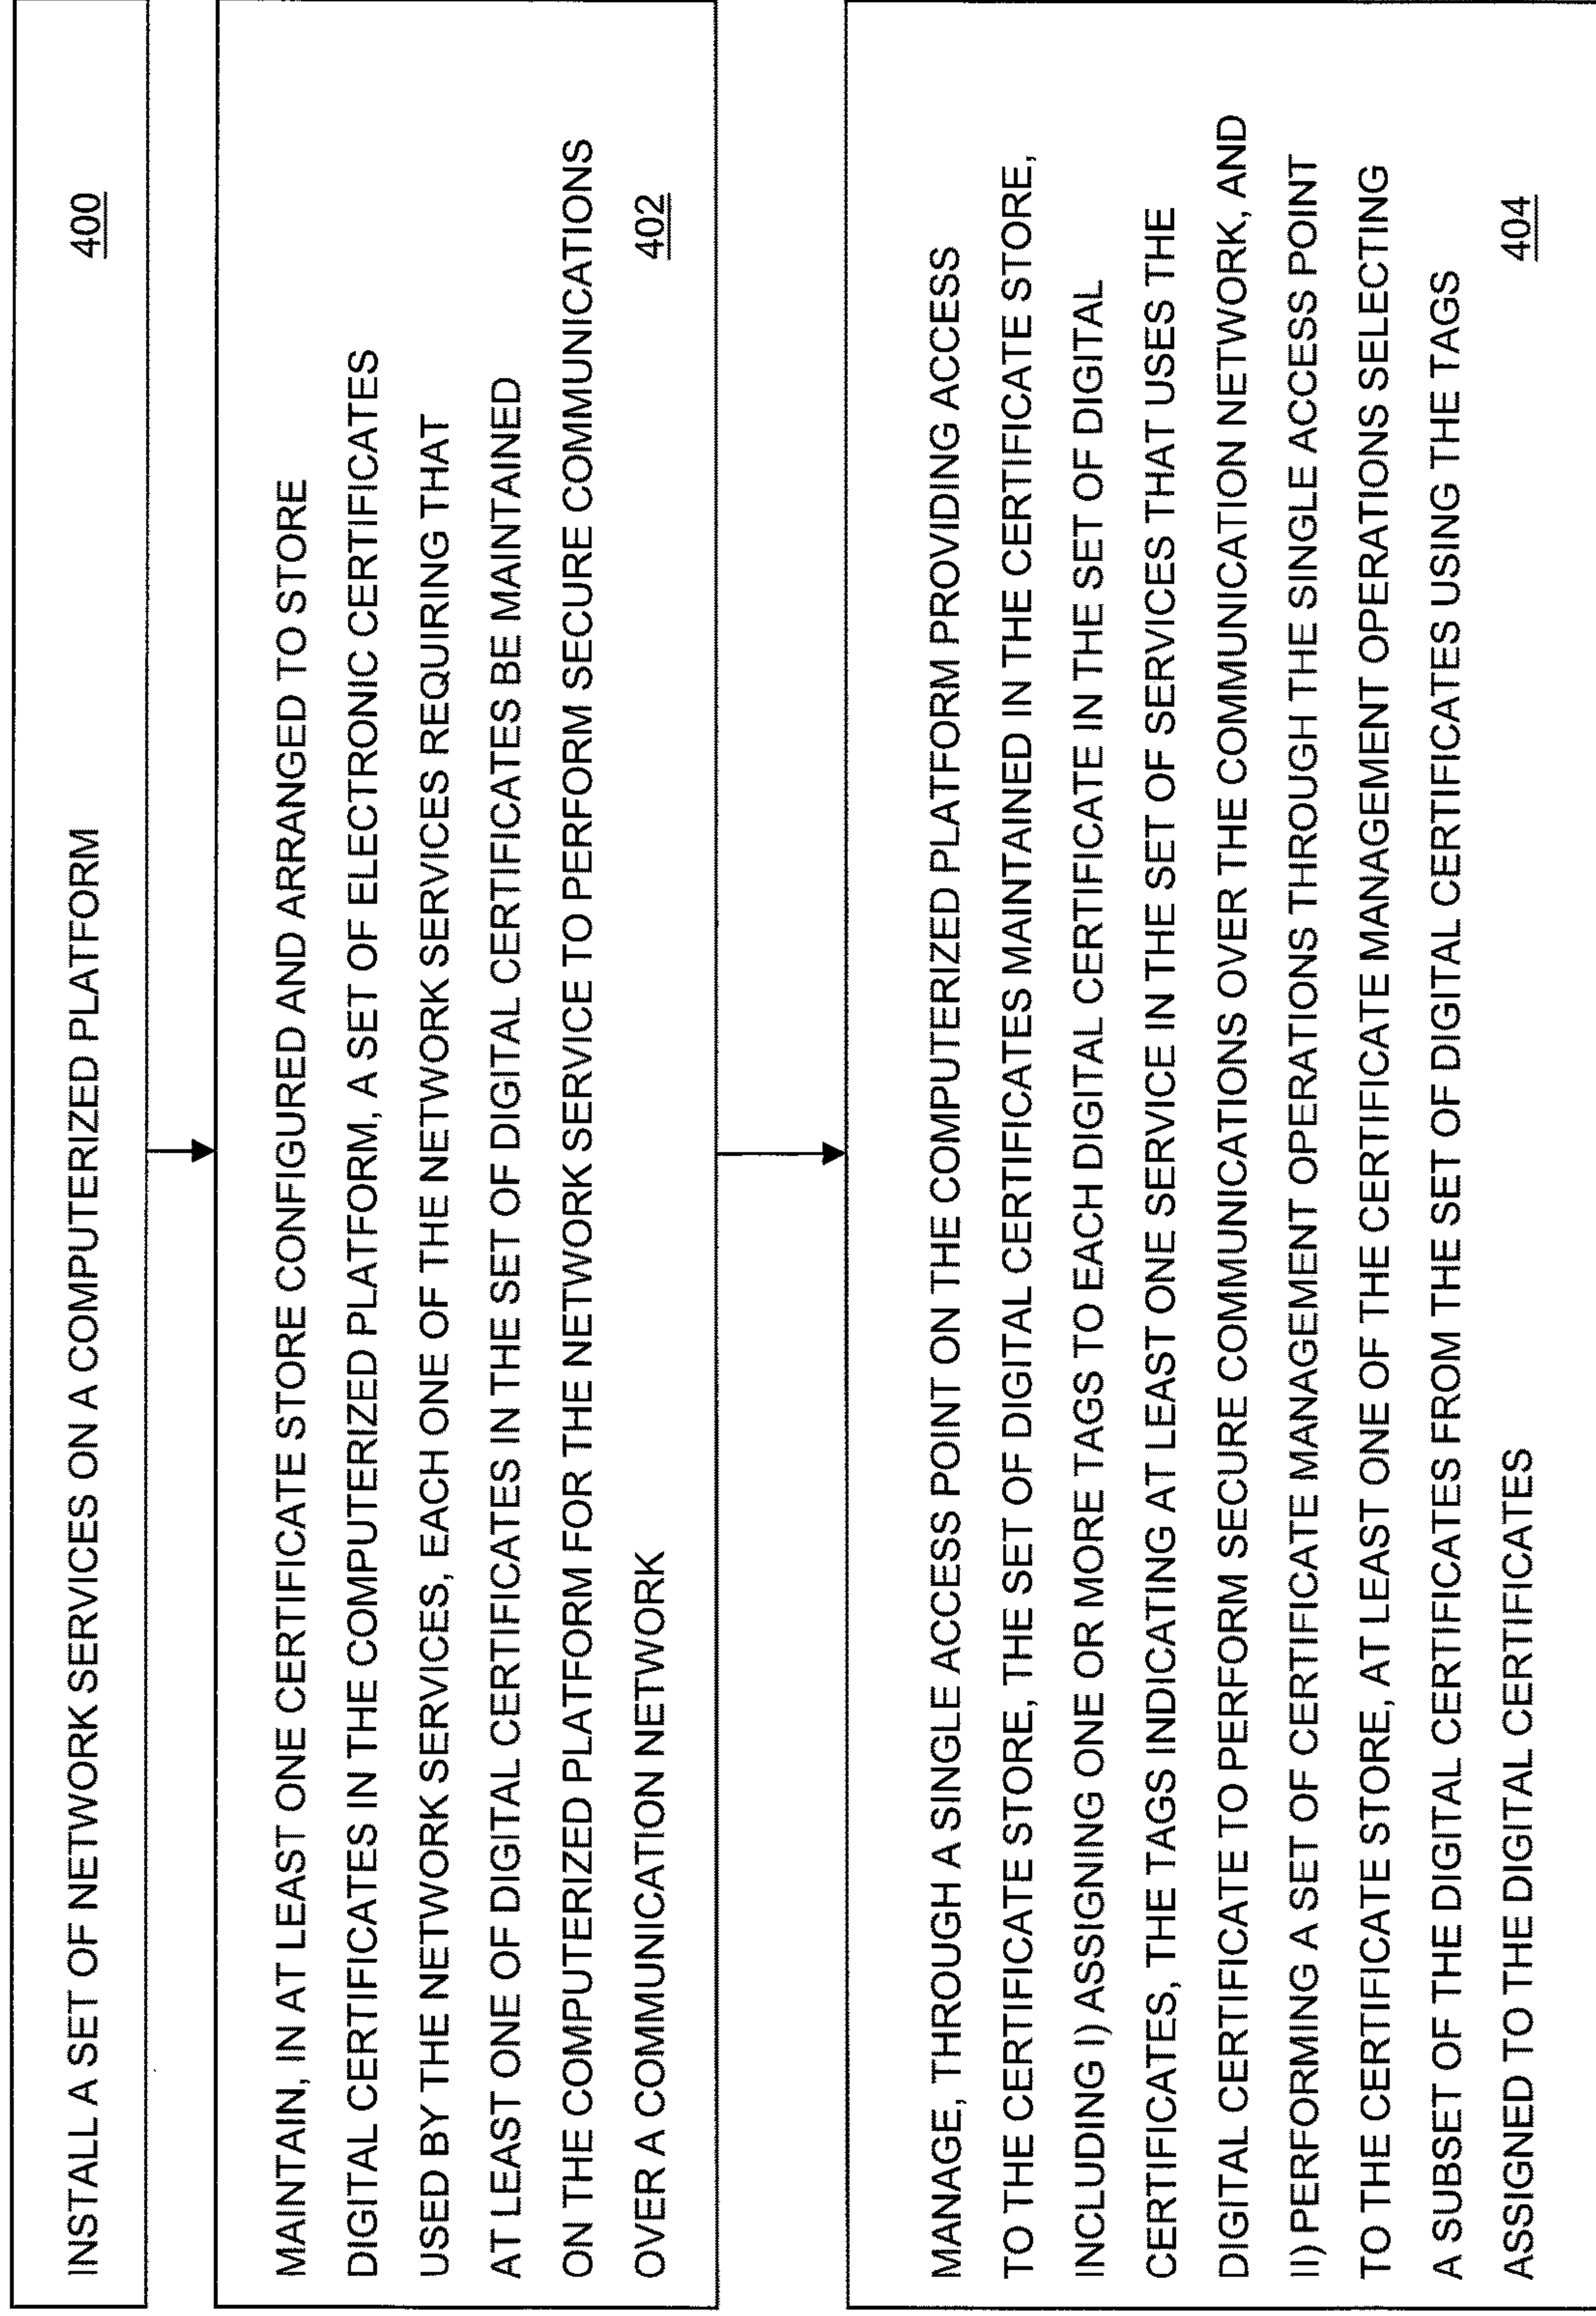 INSTALL A SET OF NETWORK SERVICES ON A COMPUTERIZED PLATFORM
400
MAINTAIN, IN AT LEAST ONE CERTIFICATE STORE CONFIGURED AND ARRANGED TO STORE
DIGITAL CERTIFICATES IN THE COMPUTERIZED PLATFORM, A SET OF ELECTRONIC CERTIFICATES
USED BY THE NETWORK SERVICES, EACH ONE OF THE NETWORK SERVICES REQUIRING THAT
AT LEAST ONE OF DIGITAL CERTIFICATES IN THE SET OF DIGITAL CERTIFICATES BE MAINTAINED
ON THE COMPUTERIZED PLATFORM FOR THE NETWORK SERVICE TO PERFORM SECURE COMMUNICATIONS
OVER A COMMUNICATION NETWORK
402
MANAGE, THROUGH A SINGLE ACCESS POINT ON THE COMPUTERIZED PLATFORM PROVIDING ACCESS
TO THE CERTIFICATE STORE, THE SET OF DIGITAL CERTIFICATES MAINTAINED IN THE CERTIFICATE STORE,
INCLUDING I) ASSIGNING ONE OR MORE TAGS TO EACH DIGITAL CERTIFICATE IN THE SET OF DIGITAL
CERTIFICATES, THE TAGS INDICATING AT LEAST ONE SERVICE IN THE SET OF SERVICES THAT USES THE
DIGITAL CERTIFICATE TO PERFORM SECURE COMMUNICATIONS OVER THE COMMUNICATION NETWORK, AND
II) PERFORMING A SET OF CERTIFICATE MANAGEMENT OPERATIONS THROUGH THE SINGLE ACCESS POINT
TO THE CERTIFICATE STORE, AT LEAST ONE OF THE CERTIFICATE MANAGEMENT OPERATIONS SELECTING
A SUBSET OF THE DIGITAL CERTIFICATES FROM THE SET OF DIGITAL CERTIFICATES USING THE TAGS
ASSIGNED TO THE DIGITAL CERTIFICATES
404